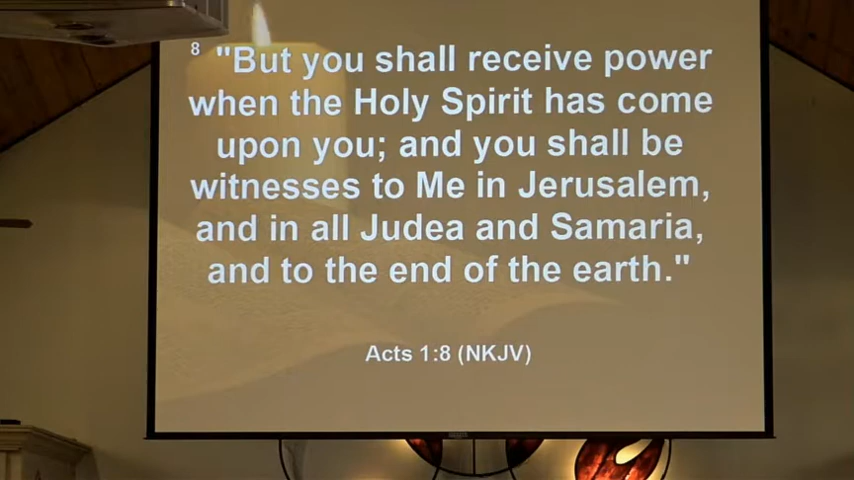 8 "But you shall receive power
when the Holy Spirit has come
upon you; and you shall be
witnesses to Me in Jerusalem,
and in all Judea and Samaria,
and to the end of the earth."
Acts 1:8 (NKJV)